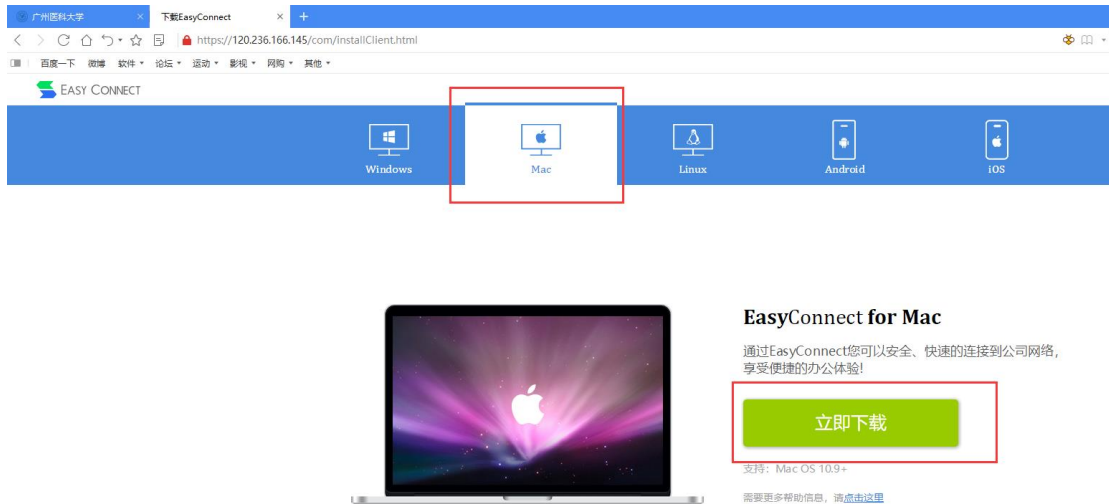 广州医科大学
下载EasyConnect
https://120.236.166.145/com/InstallClient.html
百度一下 微博 软件 论坛 运动 影视 网购 其他
EASY CONNECT
Windows Mac Linux Android iOS
EasyConnect for Mac
通过EasyConnect您可以安全、快速的连接到公司网络,
享受便捷的办公体验!
立即下载
支持: Mac OS 10.9+
需要更多帮助信息, 请点击这里